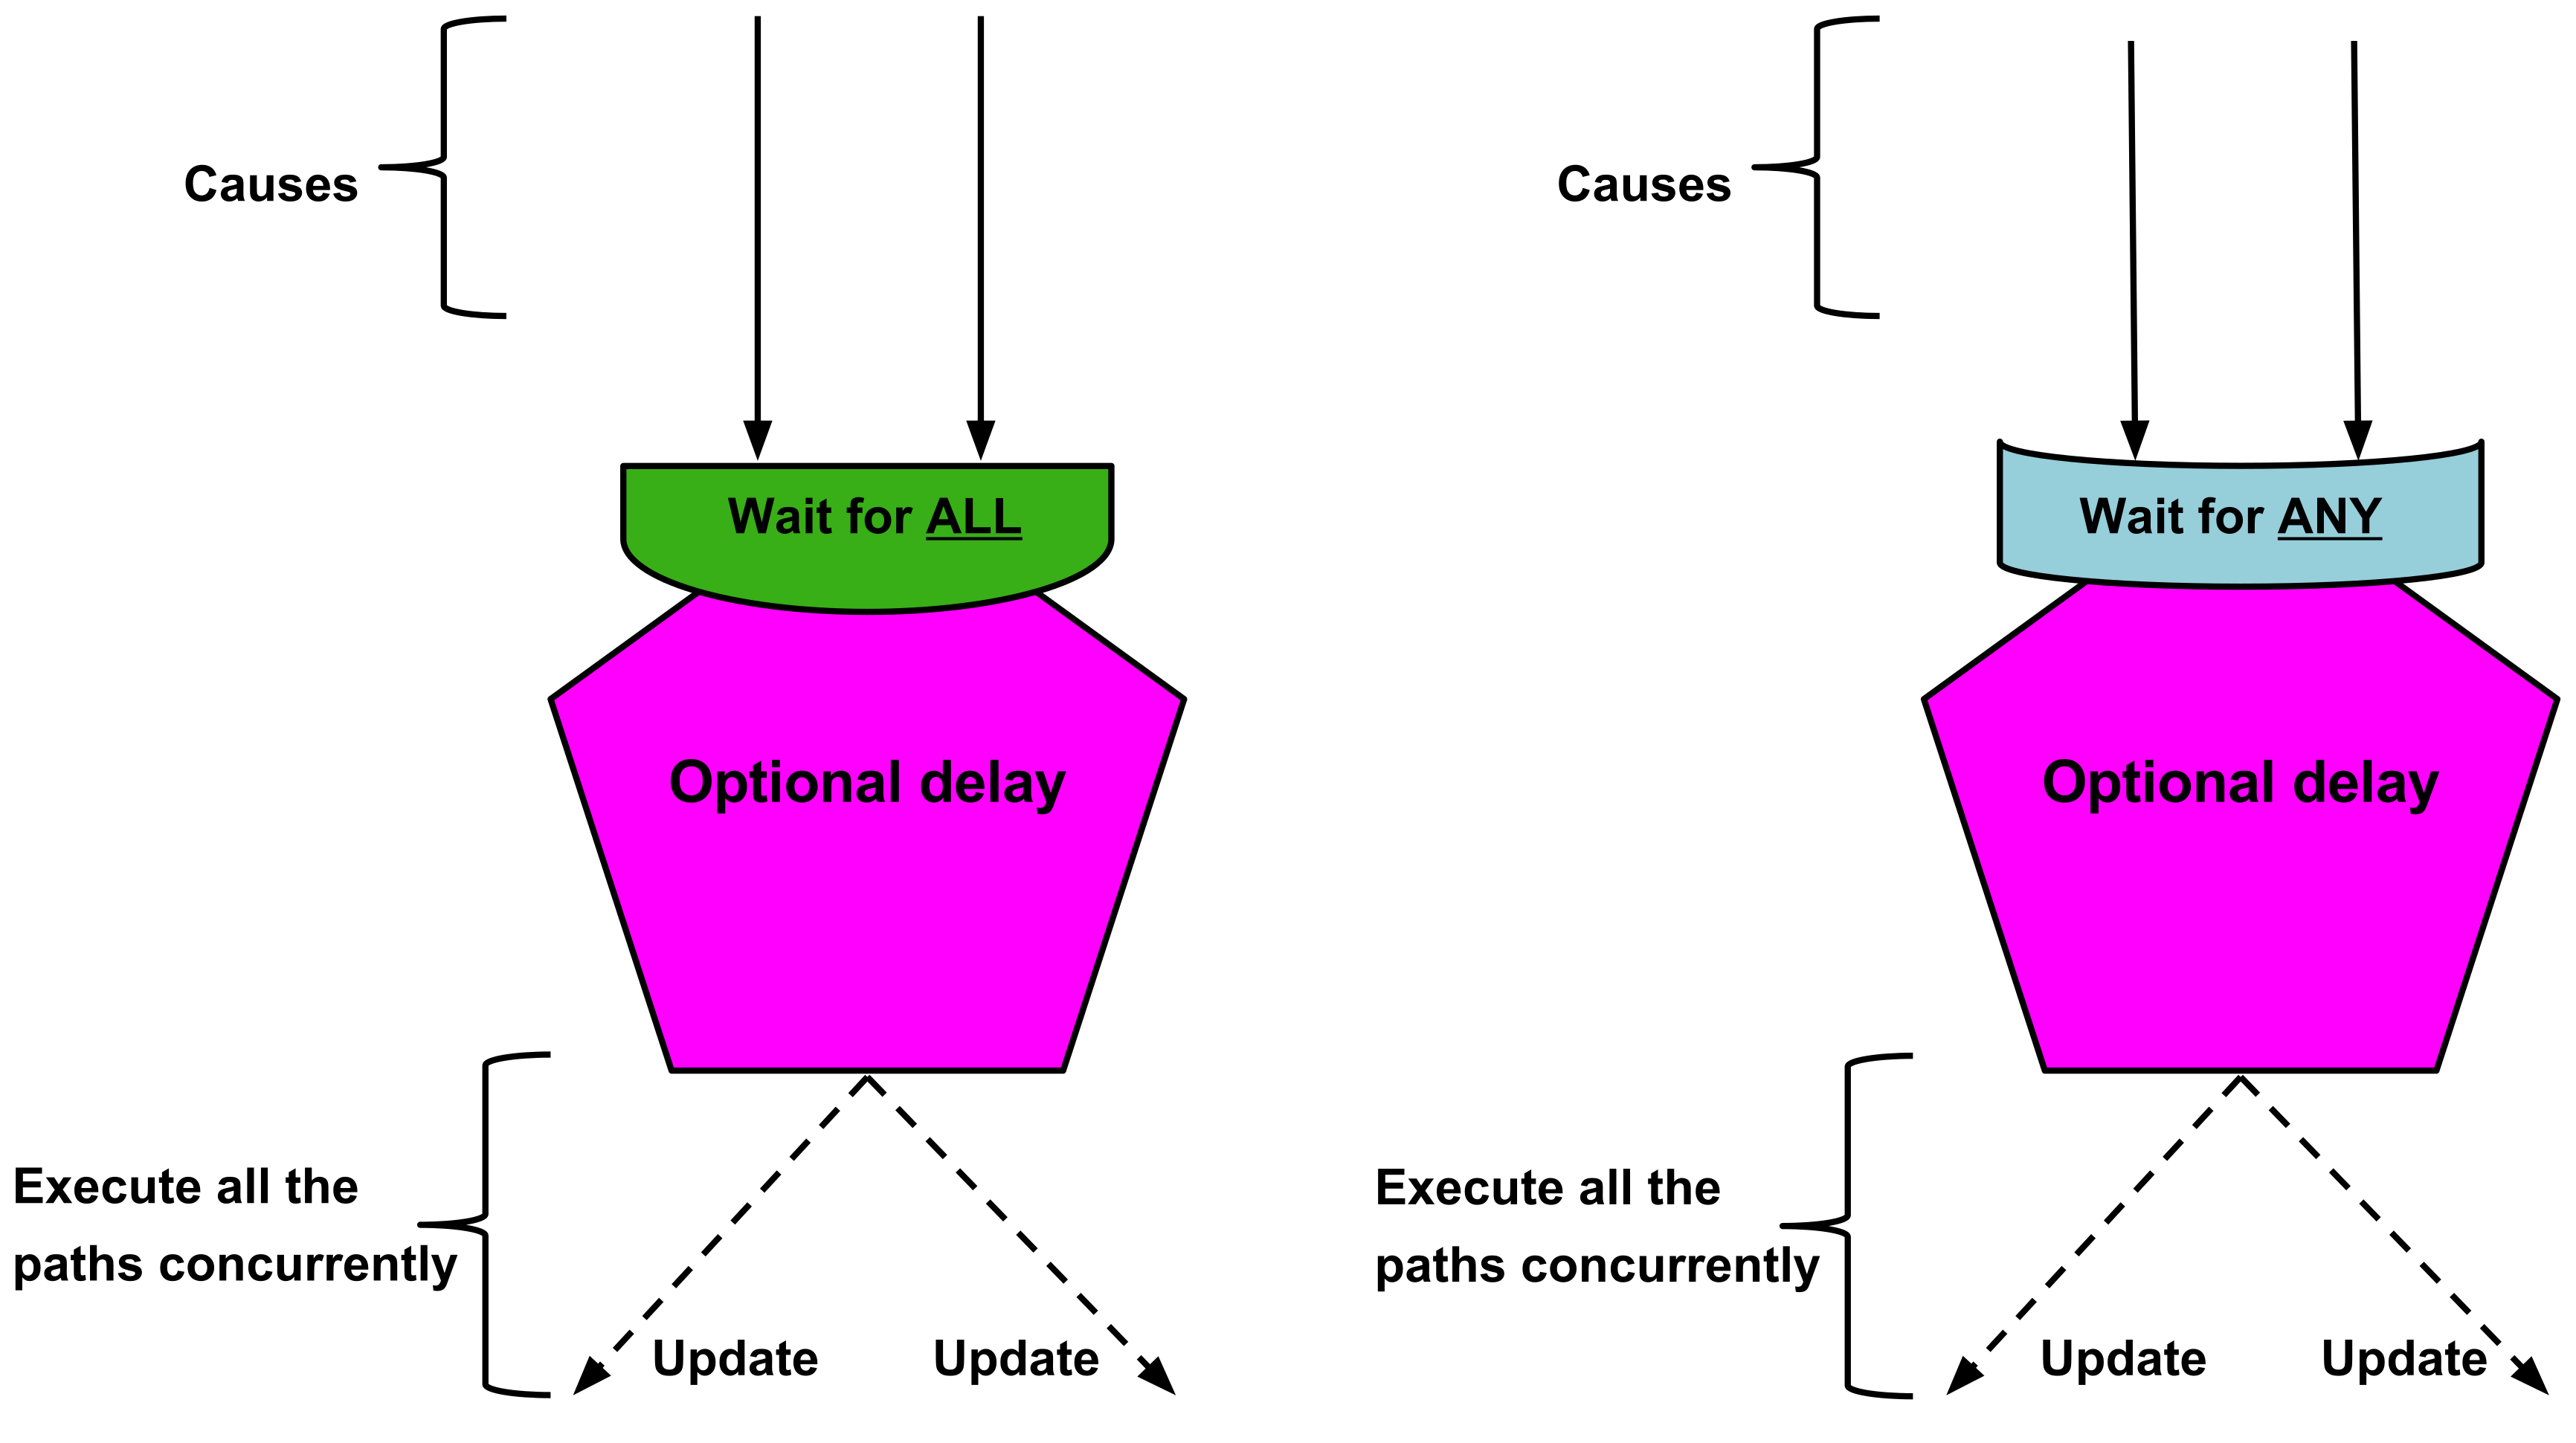 Causes
Wait for ALL
Optional delay
Execute all the
paths concurrently
Update
Update
Causes
Wait for ANY
Optional delay
Execute all the
paths concurrently
Update
Update